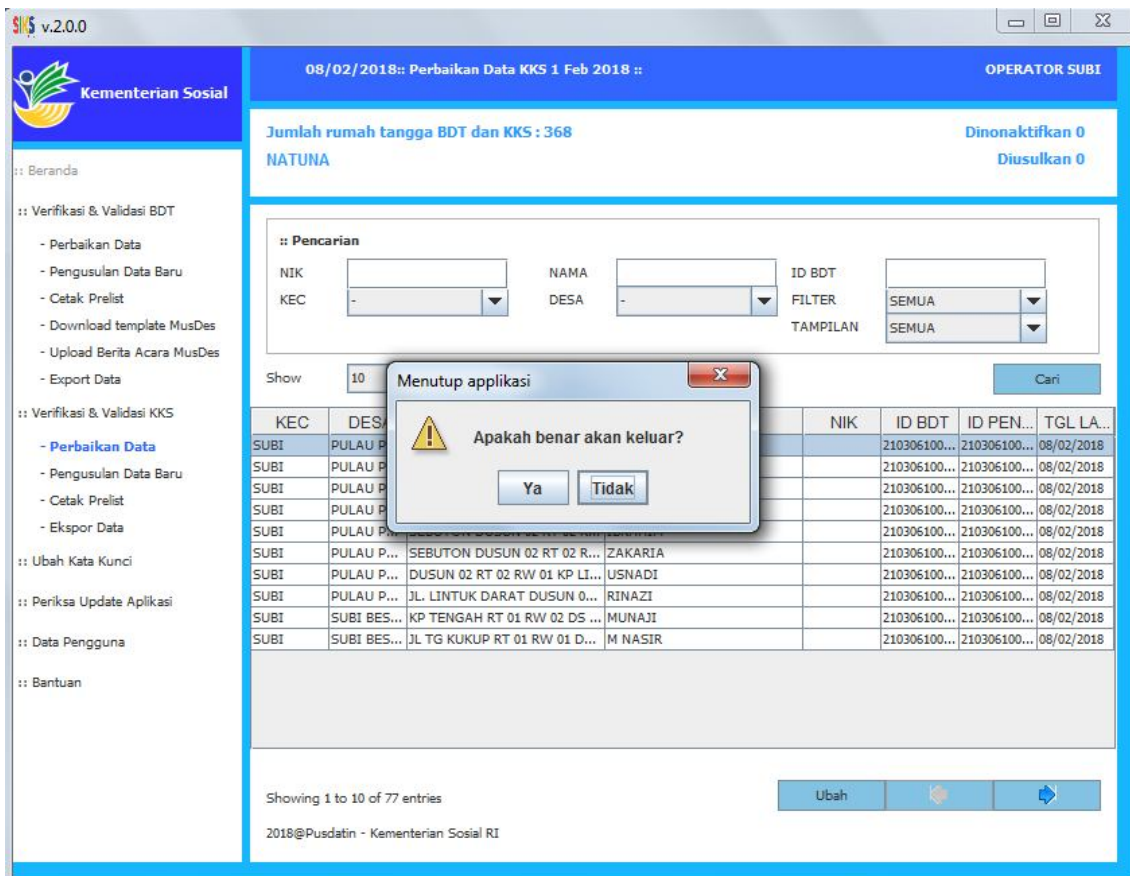 SIKS v.2.0.0
Kementerian Sosial
08/02/2018:: Perbaikan Data KKS 1 Feb 2018 :: OPERATOR SUBI
Jumlah rumah tangga BDT dan KKS : 368 Dinonaktifkan 0
NATUNA Diusulkan 0
:: Beranda
:: Verifikasi & Validasi BDT
- Perbaikan Data
- Pengusulan Data Baru
- Cetak Prelist
- Download template MusDes
- Upload Berita Acara MusDes
- Export Data
:: Verifikasi & Validasi KKS
- Perbaikan Data
- Pengusulan Data Baru
- Cetak Prelist
- Ekspor Data
:: Ubah Kata Kunci
:: Periksa Update Aplikasi
:: Data Pengguna
:: Bantuan
:: Pencarian
NIK NAMA ID BDT
KEC - DESA - FILTER SEMUA
TAMPILAN SEMUA
Show 10 Cari
Menutup applikasi
Apakah benar akan keluar?
Ya Tidak
KEC DESA NIK ID BDT ID PEN... TGL LA...
SUBI PULAU P 210306100... 210306100... 08/02/2018
SUBI PULAU P 210306100... 210306100... 08/02/2018
SUBI PULAU P 210306100... 210306100... 08/02/2018
SUBI PULAU P 210306100... 210306100... 08/02/2018
SUBI PULAU P... 210306100... 210306100... 08/02/2018
SUBI PULAU P... SEBUTON DUSUN 02 RT 02 R... ZAKARIA 210306100... 210306100... 08/02/2018
SUBI PULAU P... DUSUN 02 RT 02 RW 01 KP LI... USNADI 210306100... 210306100... 08/02/2018
SUBI PULAU P... JL. LINTUK DARAT DUSUN 0... RINAZI 210306100... 210306100... 08/02/2018
SUBI SUBI BES... KP TENGAH RT 01 RW 02 DS ... MUNAJI 210306100... 210306100... 08/02/2018
SUBI SUBI BES... JL TG KUKUP RT 01 RW 01 D... M NASIR 210306100... 210306100... 08/02/2018
Showing 1 to 10 of 77 entries Ubah
2018@Pusdatin - Kementerian Sosial RI